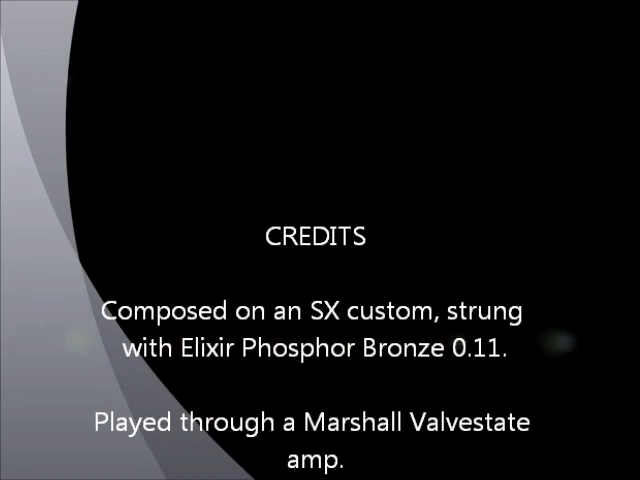 CREDITS
Composed on an SX custom, strung
with Elixir Phosphor Bronze 0.11.
Played through a Marshall Valvestate
amp.